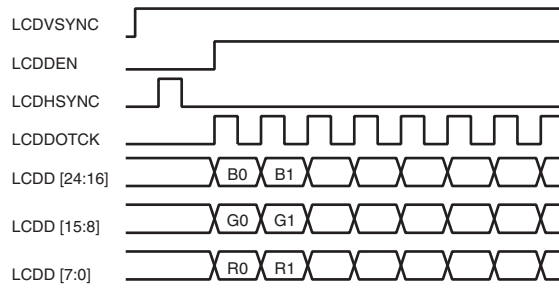 LCDVSYNC
LCDDEN
LCDHSYNC
LCDDOTCK
LCDD [24:16] B0 B1
LCDD [15:8] G0 G1
LCDD [7:0] R0 R1